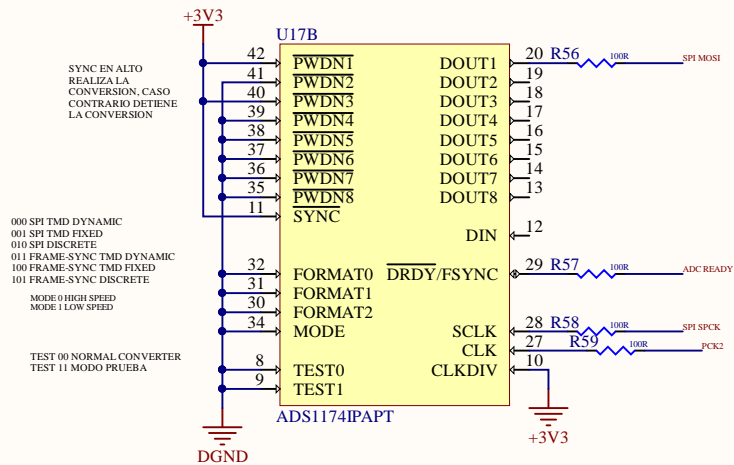 +3V3
U17B
SYNC EN ALTO
REALIZA LA
CONVERSION, CASO
CONTRARIO DETIENE
LA CONVERSION
42 PWDN1
41 PWDN2
40 PWDN3
39 PWDN4
38 PWDN5
37 PWDN6
36 PWDN7
35 PWDN8
11 SYNC
DOUT1 20 R56 100R SPI MOSI
DOUT2 19
DOUT3 18
DOUT4 17
DOUT5 16
DOUT6 15
DOUT7 14
DOUT8 13
DIN 12
000 SPI TMD DYNAMIC
001 SPI TMD FIXED
010 SPI DISCRETE
011 FRAME-SYNC TMD DYNAMIC
100 FRAME-SYNC TMD FIXED
101 FRAME-SYNC DISCRETE
MODE 0 HIGH SPEED
MODE 1 LOW SPEED
32 FORMAT0
31 FORMAT1
30 FORMAT2
34 MODE
DRDY/FSYNC 29 R57 100R ADC READY
SCLK 28 R58 100R SPI SPCK
CLK 27 R59 100R PCK2
CLKDIV 10
TEST 00 NORMAL CONVERTER
TEST 11 MODO PRUEBA
8 TEST0
9 TEST1
ADS1174IPAPT
DGND
+3V3